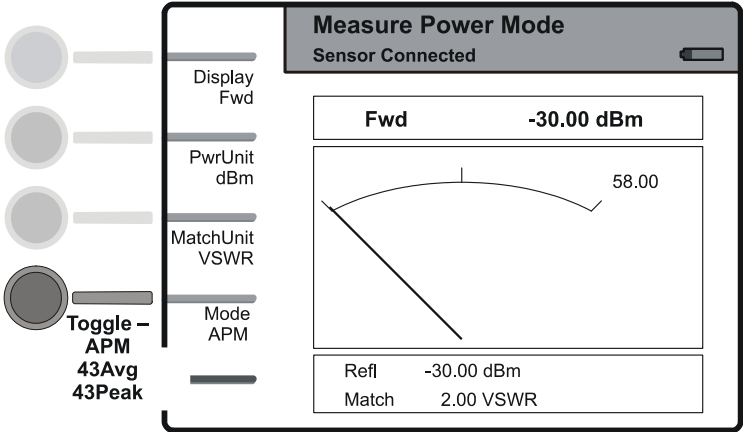 Measure Power Mode
Sensor Connected
Display
Fwd
PwrUnit
dBm
MatchUnit
VSWR
Mode
APM
Toggle –
APM
43Avg
43Peak
Fwd -30.00 dBm
58.00
Refl -30.00 dBm
Match 2.00 VSWR